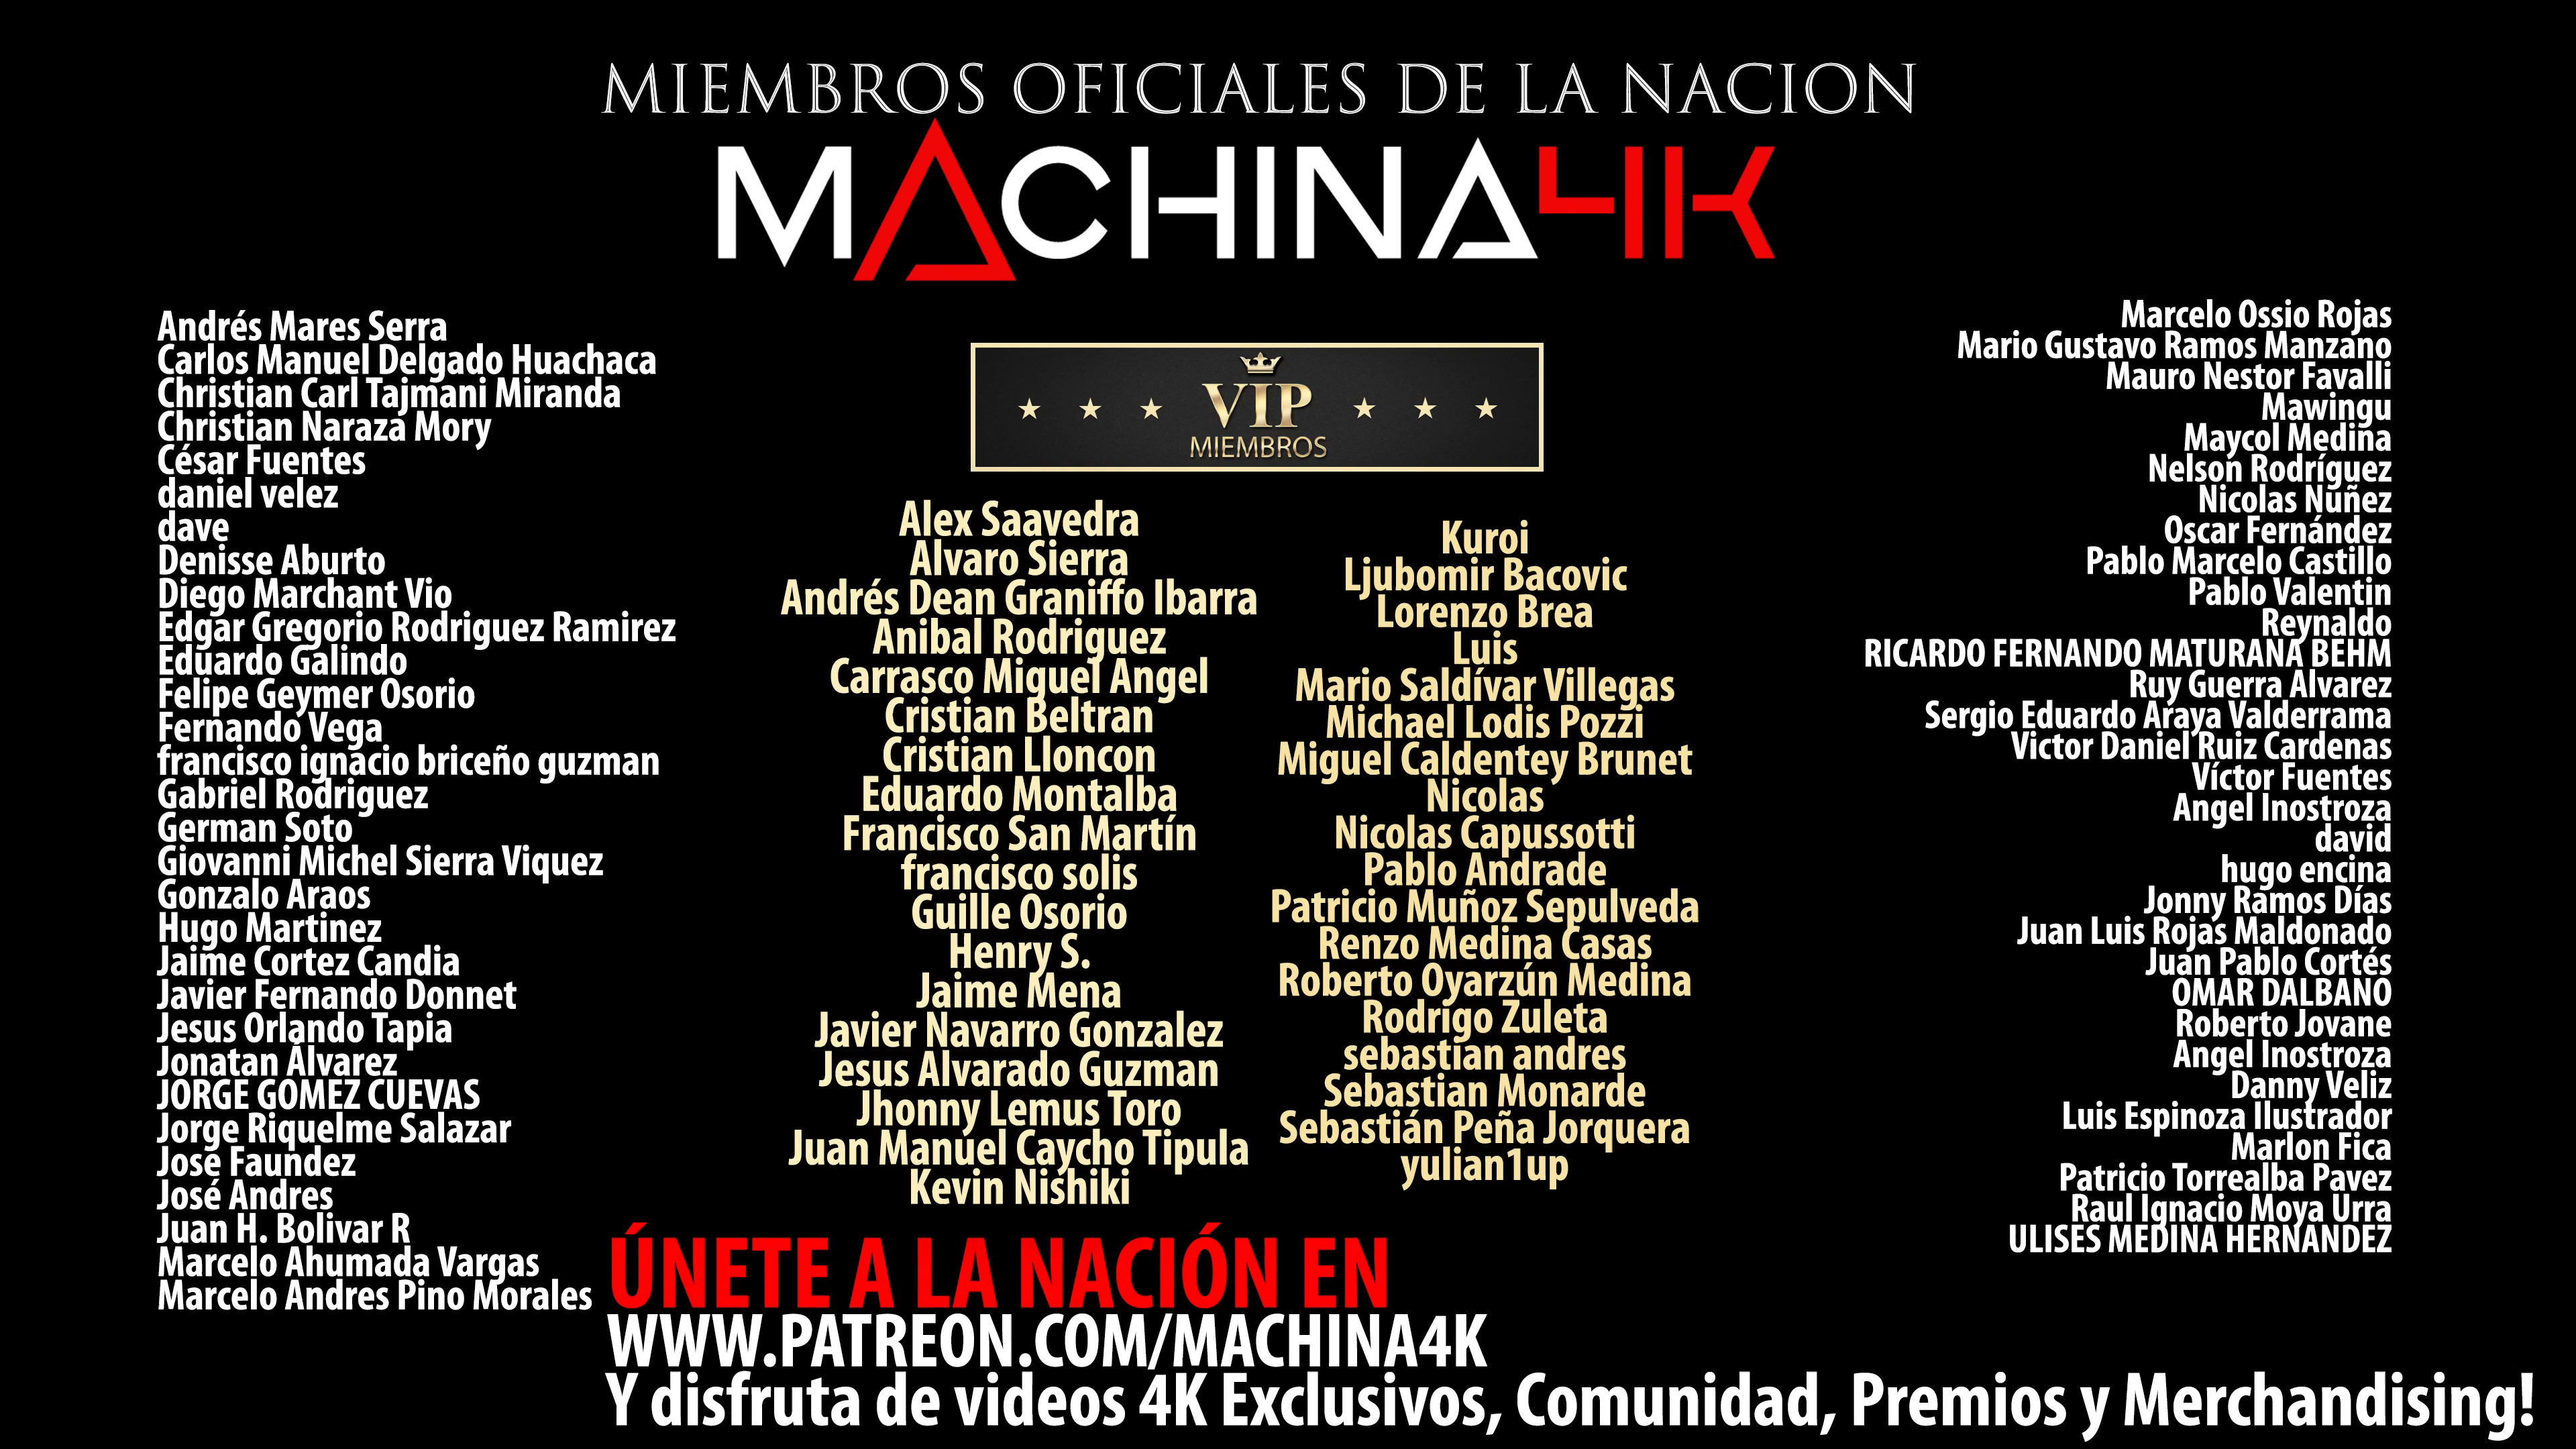 MIEMBROS OFICIALES DE LA NACION
MACHINA4K
Andrés Mares Serra
Carlos Manuel Delgado Huachaca
Christian Carl Tajmani Miranda
Christian Naraza Mory
César Fuentes
daniel velez
dave
Denisse Aburto
Diego Marchant Vio
Edgar Gregorio Rodriguez Ramirez
Eduardo Galindo
Felipe Geymer Osorio
Fernando Vega
francisco ignacio briceño guzman
Gabriel Rodriguez
German Soto
Giovanni Michel Sierra Viquez
Gonzalo Araos
Hugo Martinez
Jaime Cortez Candia
Javier Fernando Donnet
Jesus Orlando Tapia
Jonatan Álvarez
JORGE GOMEZ CUEVAS
Jorge Riquelme Salazar
José Faundez
José Andres
Juan H. Bolivar R
Marcelo Ahumada Vargas
Marcelo Andres Pino Morales
VIP
MIEMBROS
Alex Saavedra
Alvaro Sierra
Andrés Dean Graniffo Ibarra
Anibal Rodriguez
Carrasco Miguel Angel
Cristian Beltran
Cristian Lloncon
Eduardo Montalba
Francisco San Martín
francisco solis
Guille Osorio
Henry S.
Jaime Mena
Javier Navarro Gonzalez
Jesus Alvarado Guzman
Jhonny Lemus Toro
Juan Manuel Caycho Tipula
Kevin Nishiki
Kuroi
Ljubomir Bacovic
Lorenzo Brea
Luis
Mario Saldívar Villegas
Michael Lodis Pozzi
Miguel Caldentey Brunet
Nicolas
Nicolas Capussotti
Pablo Andrade
Patricio Muñoz Sepulveda
Renzo Medina Casas
Roberto Oyarzún Medina
Rodrigo Zuleta
sebastian andres
Sebastian Monarde
Sebastián Peña Jorquera
yulian1up
Marcelo Ossio Rojas
Mario Gustavo Ramos Manzano
Mauro Nestor Favalli
Mawingu
Maycol Medina
Nelson Rodríguez
Nicolas Nuñez
Oscar Fernández
Pablo Marcelo Castillo
Pablo Valentin
Reynaldo
RICARDO FERNANDO MATURANA BEHM
Ruy Guerra Alvarez
Sergio Eduardo Araya Valderrama
Victor Daniel Ruiz Cardenas
Víctor Fuentes
Angel Inostroza
david
hugo encina
Jonny Ramos Días
Juan Luis Rojas Maldonado
Juan Pablo Cortés
OMAR DALBANO
Roberto Jovane
Angel Inostroza
Danny Veliz
Luis Espinoza Ilustrador
Marlon Fica
Patricio Torrealba Pavez
Raul Ignacio Moya Urra
ULISES MEDINA HERNANDEZ
ÚNETE A LA NACIÓN EN
WWW.PATREON.COM/MACHINA4K
Y disfruta de videos 4K Exclusivos, Comunidad, Premios y Merchandising!